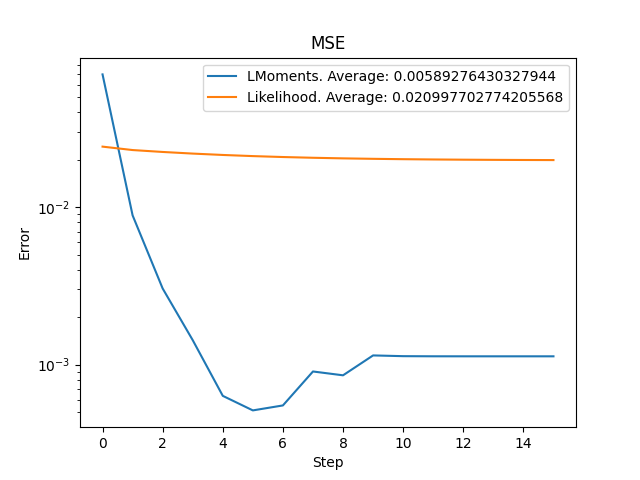 MSE
LMoments. Average: 0.00589276430327944
Likelihood. Average: 0.020997702774205568
Error
10⁻²
10⁻³
0 2 4 6 8 10 12 14
Step